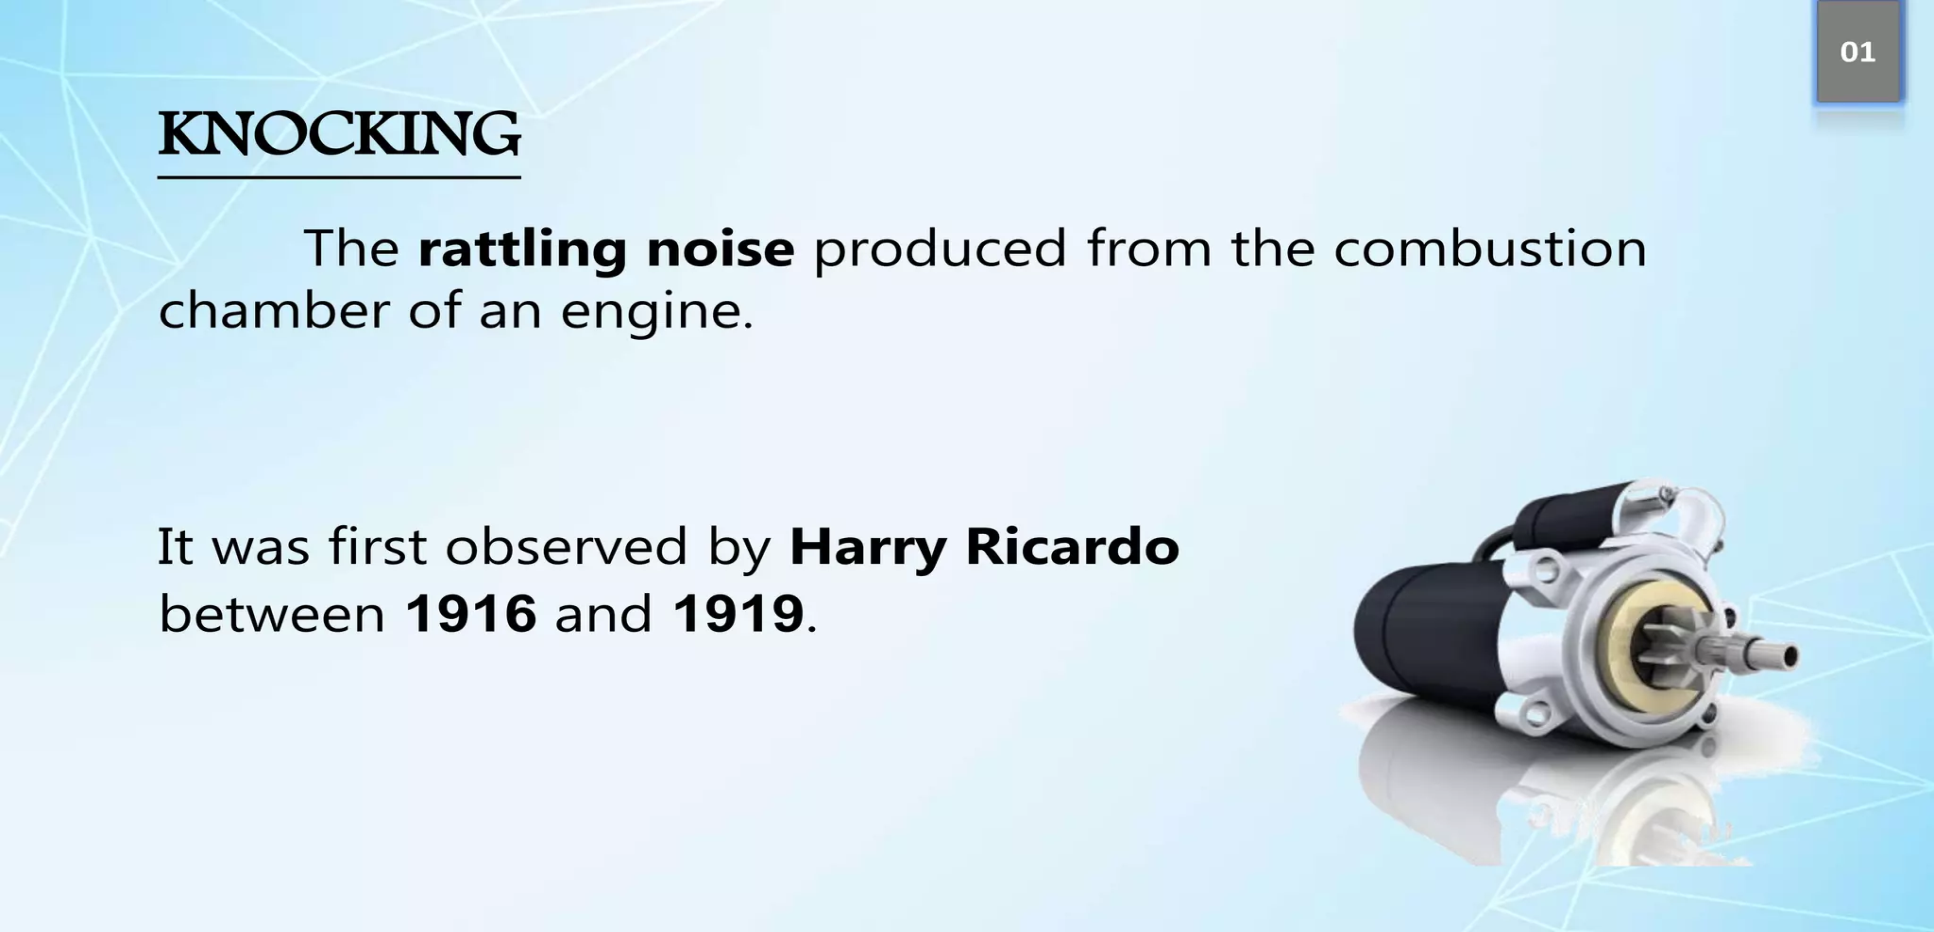 01
KNOCKING
The rattling noise produced from the combustion
chamber of an engine.
It was first observed by Harry Ricardo
between 1916 and 1919.